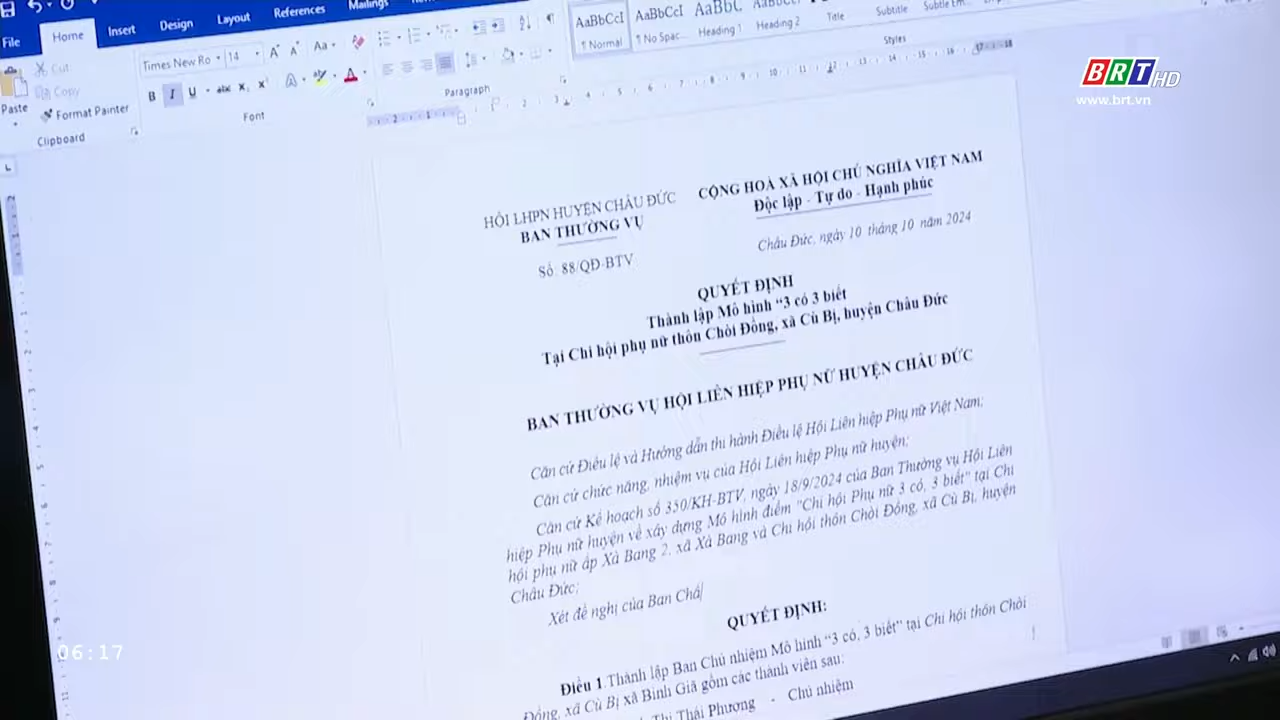 File
Home
Insert
Design
Layout
References
Mailings
Cut
Copy
Paste
Format Painter
Clipboard
Times New Ro
14
Font
Paragraph
AaBbCcI
¶ Normal
AaBbCcI
¶ No Spac...
AaBbC
Heading 1
AaBbCcI
Heading 2
Title
Subtitle
Subtle Em...
Styles
BRT HD
www.brt.vn
HỘI LHPN HUYỆN CHÂU ĐỨC
BAN THƯỜNG VỤ
Số: 88/QĐ-BTV
CỘNG HOÀ XÃ HỘI CHỦ NGHĨA VIỆT NAM
Độc lập - Tự do - Hạnh phúc
Châu Đức, ngày 10 tháng 10 năm 2024
QUYẾT ĐỊNH
Thành lập Mô hình “3 có 3 biết
Tại Chi hội phụ nữ thôn Chòi Đồng, xã Cù Bị, huyện Châu Đức
BAN THƯỜNG VỤ HỘI LIÊN HIỆP PHỤ NỮ HUYỆN CHÂU ĐỨC
Căn cứ Điều lệ và Hướng dẫn thi hành Điều lệ Hội Liên hiệp Phụ nữ Việt Nam;
Căn cứ chức năng, nhiệm vụ của Hội Liên hiệp Phụ nữ huyện;
Căn cứ Kế hoạch số 350/KH-BTV, ngày 18/9/2024 của Ban Thường vụ Hội Liên
hiệp Phụ nữ huyện về xây dựng Mô hình điểm "Chi hội Phụ nữ 3 có, 3 biết" tại Chi
hội phụ nữ ấp Xà Bang 2, xã Xà Bang và Chi hội thôn Chòi Đồng, xã Cù Bị, huyện
Châu Đức;
Xét đề nghị của Ban Chấ
QUYẾT ĐỊNH:
Điều 1.Thành lập Ban Chủ nhiệm Mô hình “3 có, 3 biết" tại Chi hội thôn Chòi
Đồng, xã Cù Bị xã Bình Giã gồm các thành viên sau:
Thị Thái Phương - Chủ nhiệm
06:17